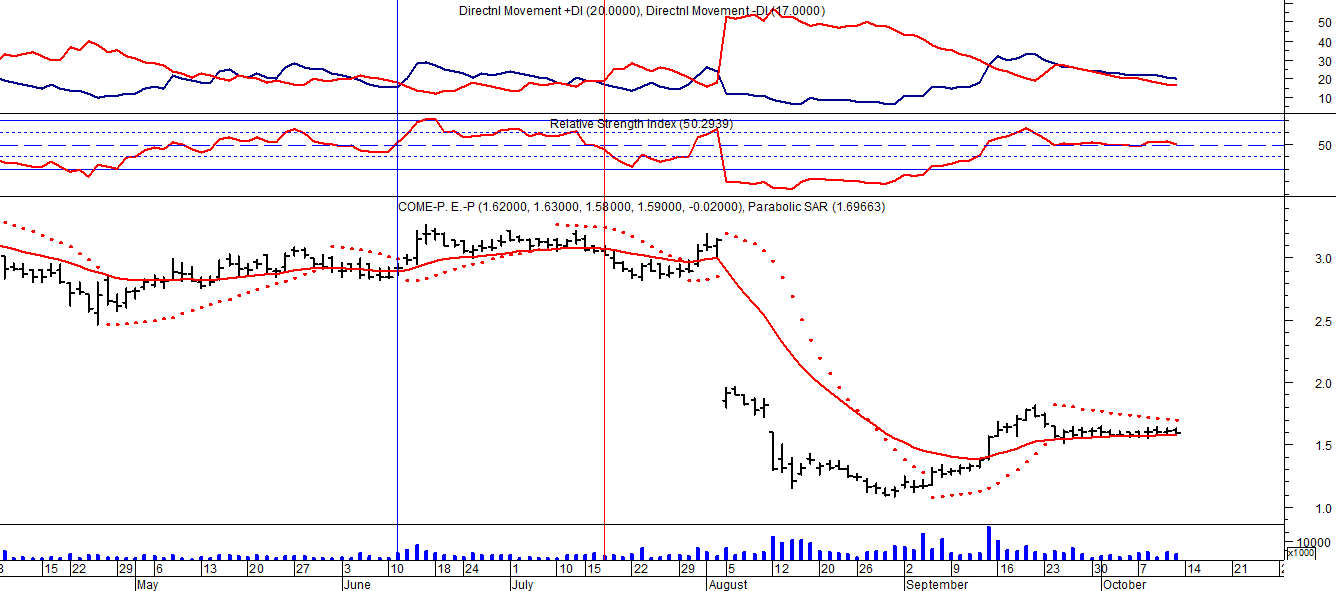 Directnl Movement +DI (20.0000), Directnl Movement -DI (17.0000)
50
40
30
20
10
Relative Strength Index (50.2939)
50
COME-P. E.-P (1.62000, 1.63000, 1.58000, 1.59000, -0.02000), Parabolic SAR (1.69663)
3.0
2.5
2.0
1.5
1.0
10000
x1000
8 15 22 29 6 13 20 27 3 10 18 24 1 10 15 22 29 5 12 20 26 2 9 16 23 30 7 14 21
May June July August September October